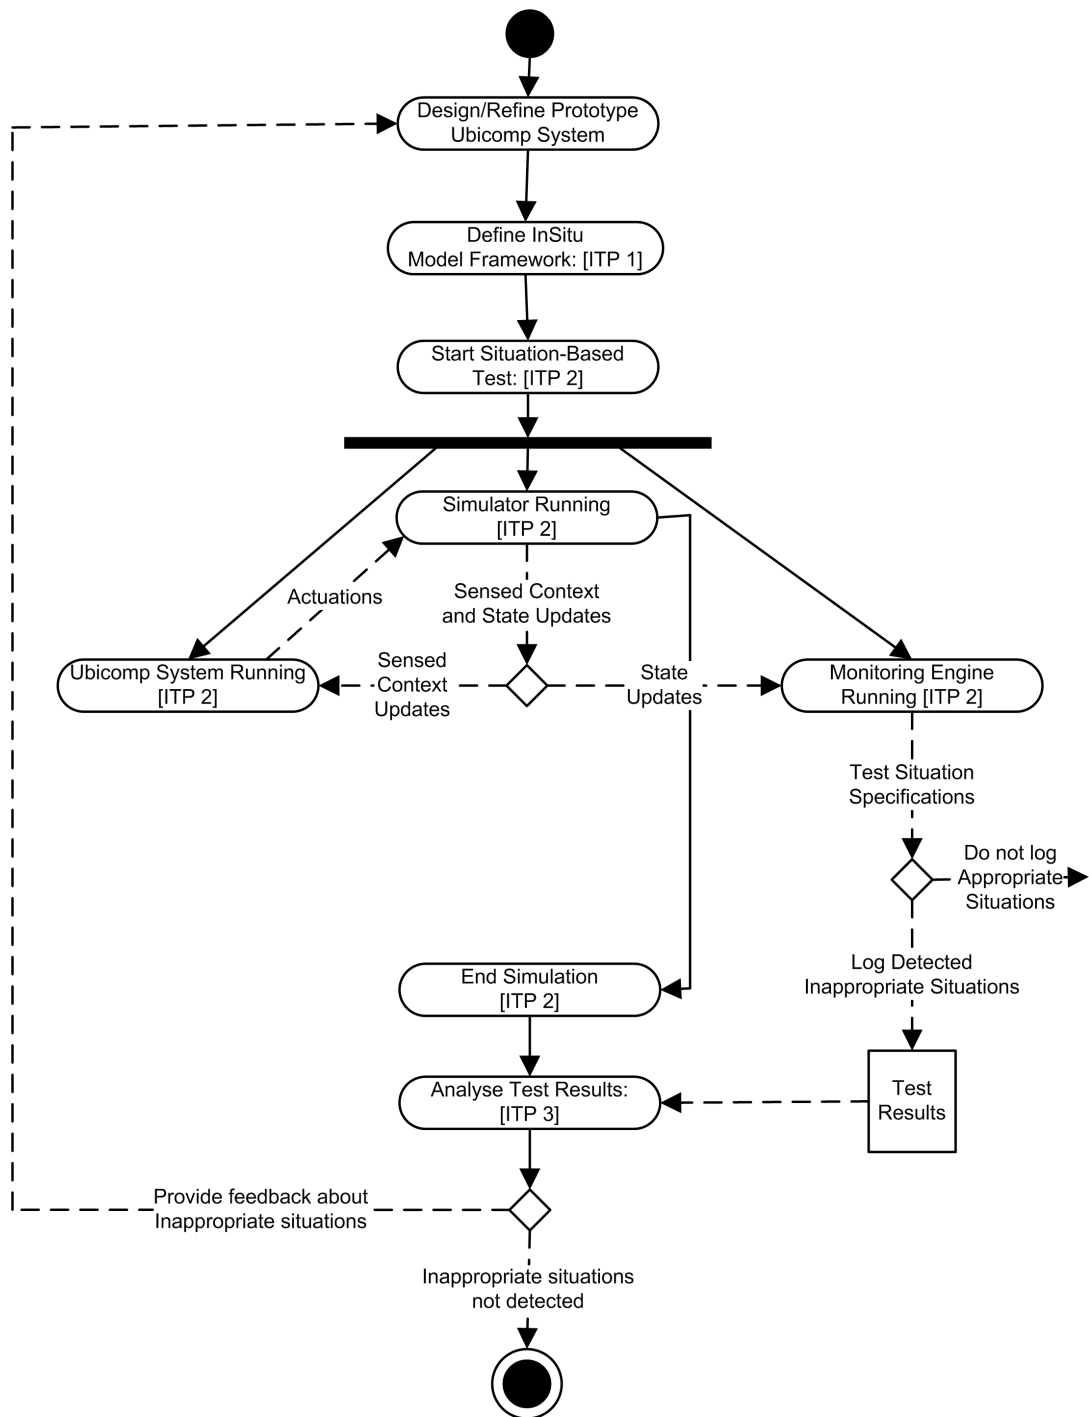 Design/Refine Prototype
Ubicomp System
Define InSitu
Model Framework: [ITP 1]
Start Situation-Based
Test: [ITP 2]
Simulator Running
[ITP 2]
Actuations
Sensed Context
and State Updates
Ubicomp System Running
[ITP 2]
Sensed
Context
Updates
State
Updates
Monitoring Engine
Running [ITP 2]
Test Situation
Specifications
Do not log
Appropriate
Situations
Log Detected
Inappropriate Situations
End Simulation
[ITP 2]
Analyse Test Results:
[ITP 3]
Test
Results
Provide feedback about
Inappropriate situations
Inappropriate situations
not detected